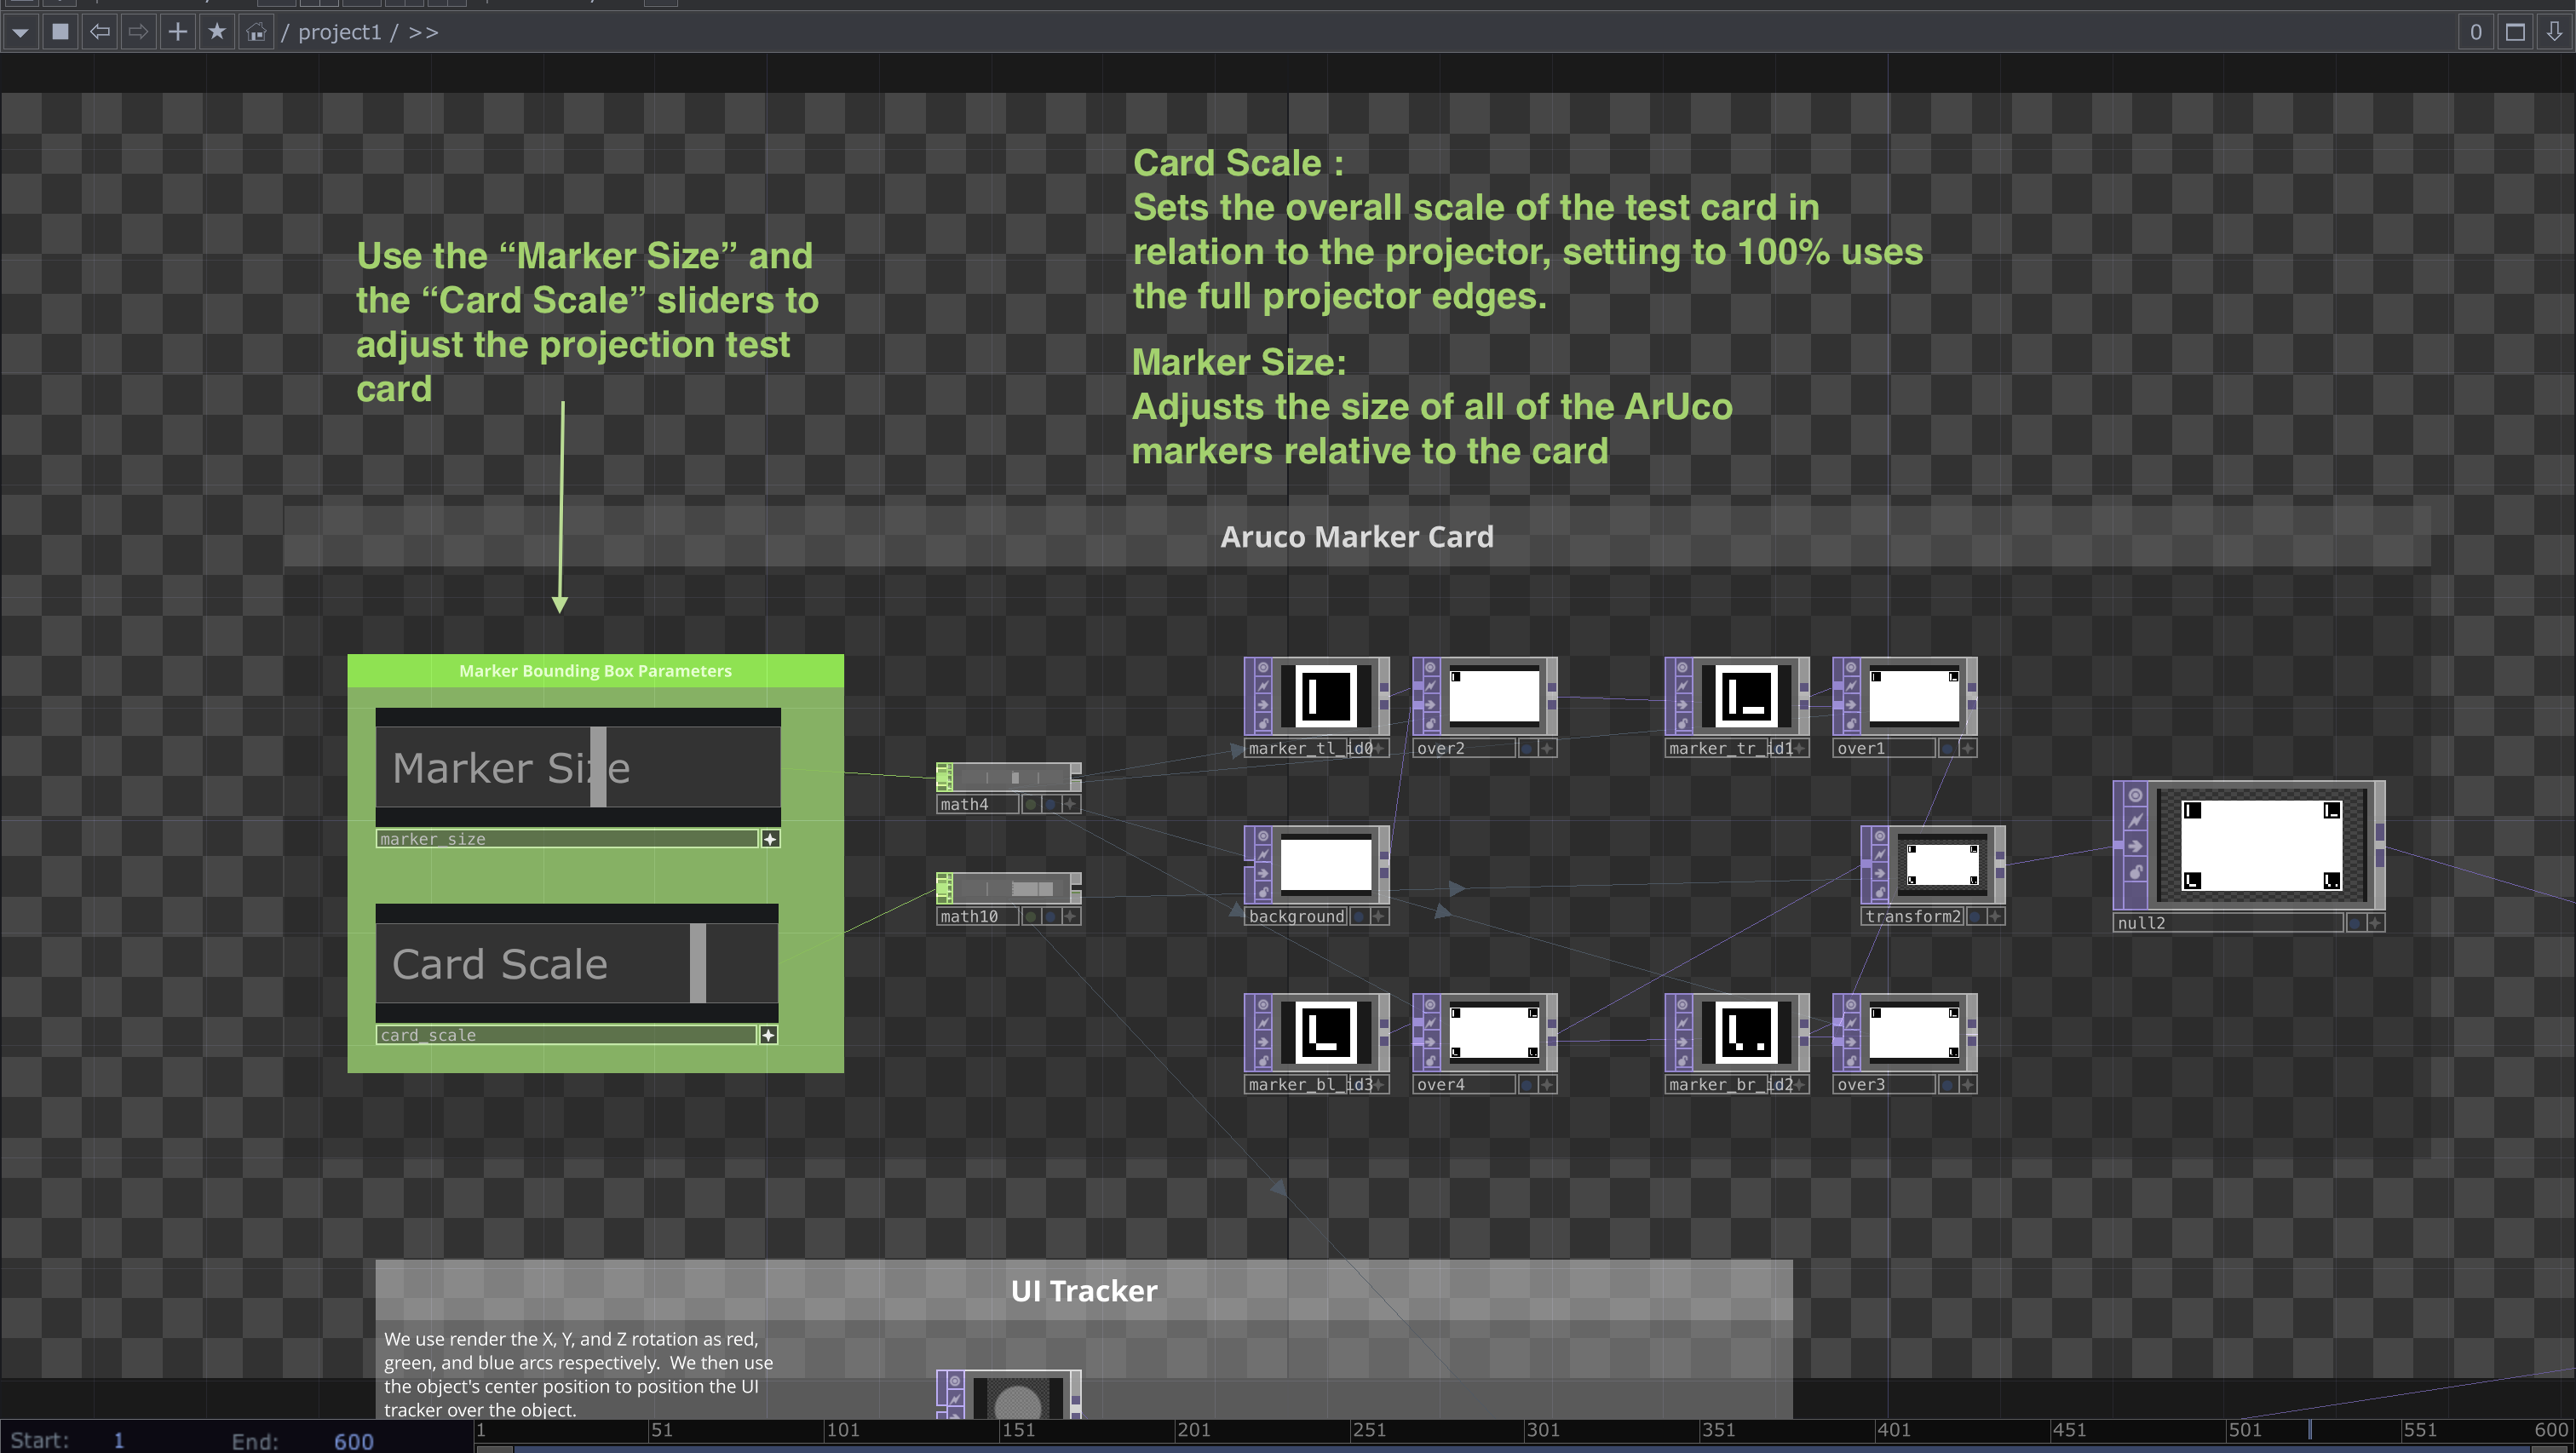 / project1 / >>
0
Card Scale :
Sets the overall scale of the test card in
relation to the projector, setting to 100% uses
the full projector edges.
Use the “Marker Size” and
the “Card Scale” sliders to
adjust the projection test
card
Marker Size:
Adjusts the size of all of the ArUco
markers relative to the card
Aruco Marker Card
Marker Bounding Box Parameters
Marker Size
marker_size
Card Scale
card_scale
math4
math10
marker_tl_id0
over2
marker_tr_id1
over1
background
transform2
null2
marker_bl_id3
over4
marker_br_id2
over3
UI Tracker
We use render the X, Y, and Z rotation as red,
green, and blue arcs respectively.  We then use
the object's center position to position the UI
tracker over the object.
Start: 1 End: 600
1 51 101 151 201 251 301 351 401 451 501 551 600